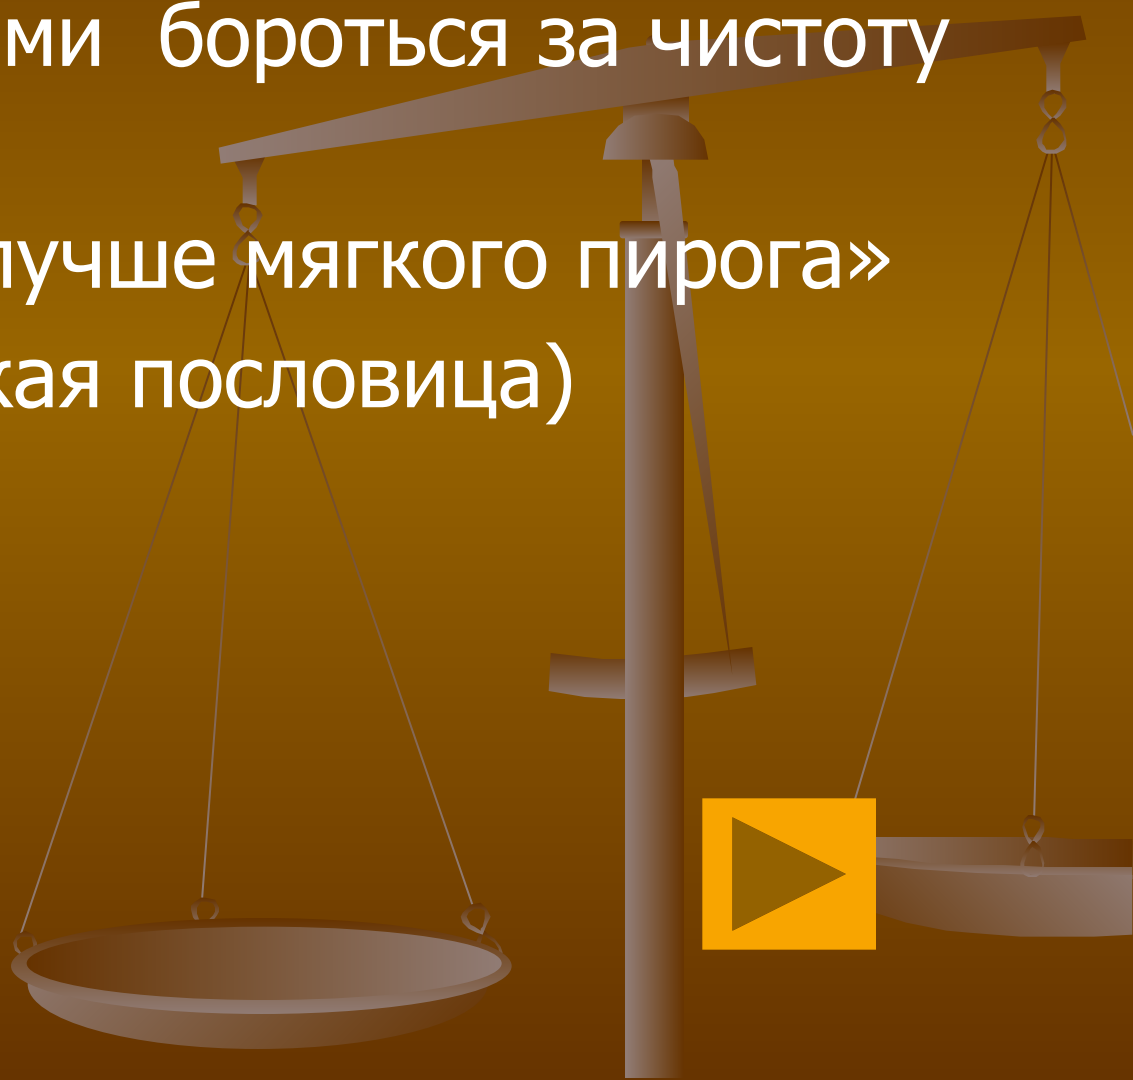 ми бороться за чистоту
лучше мягкого пирога»
кая пословица)